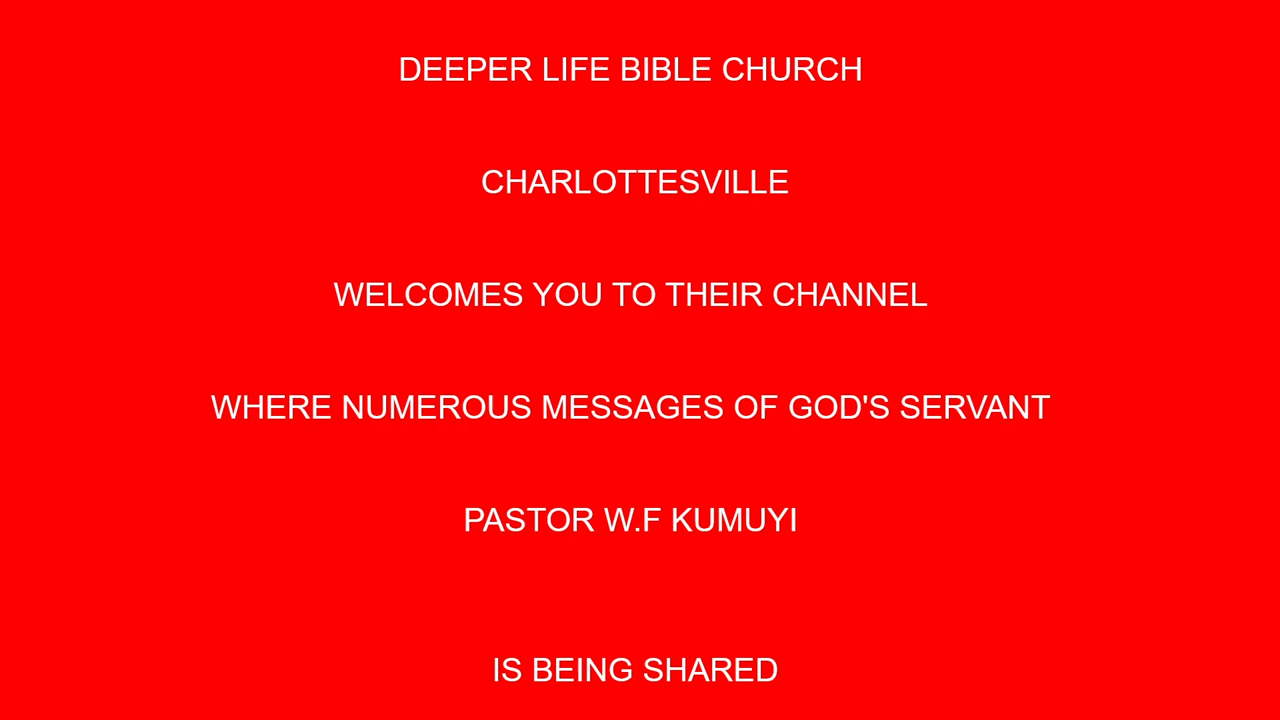 DEEPER LIFE BIBLE CHURCH
CHARLOTTESVILLE
WELCOMES YOU TO THEIR CHANNEL
WHERE NUMEROUS MESSAGES OF GOD'S SERVANT
PASTOR W.F KUMUYI
IS BEING SHARED